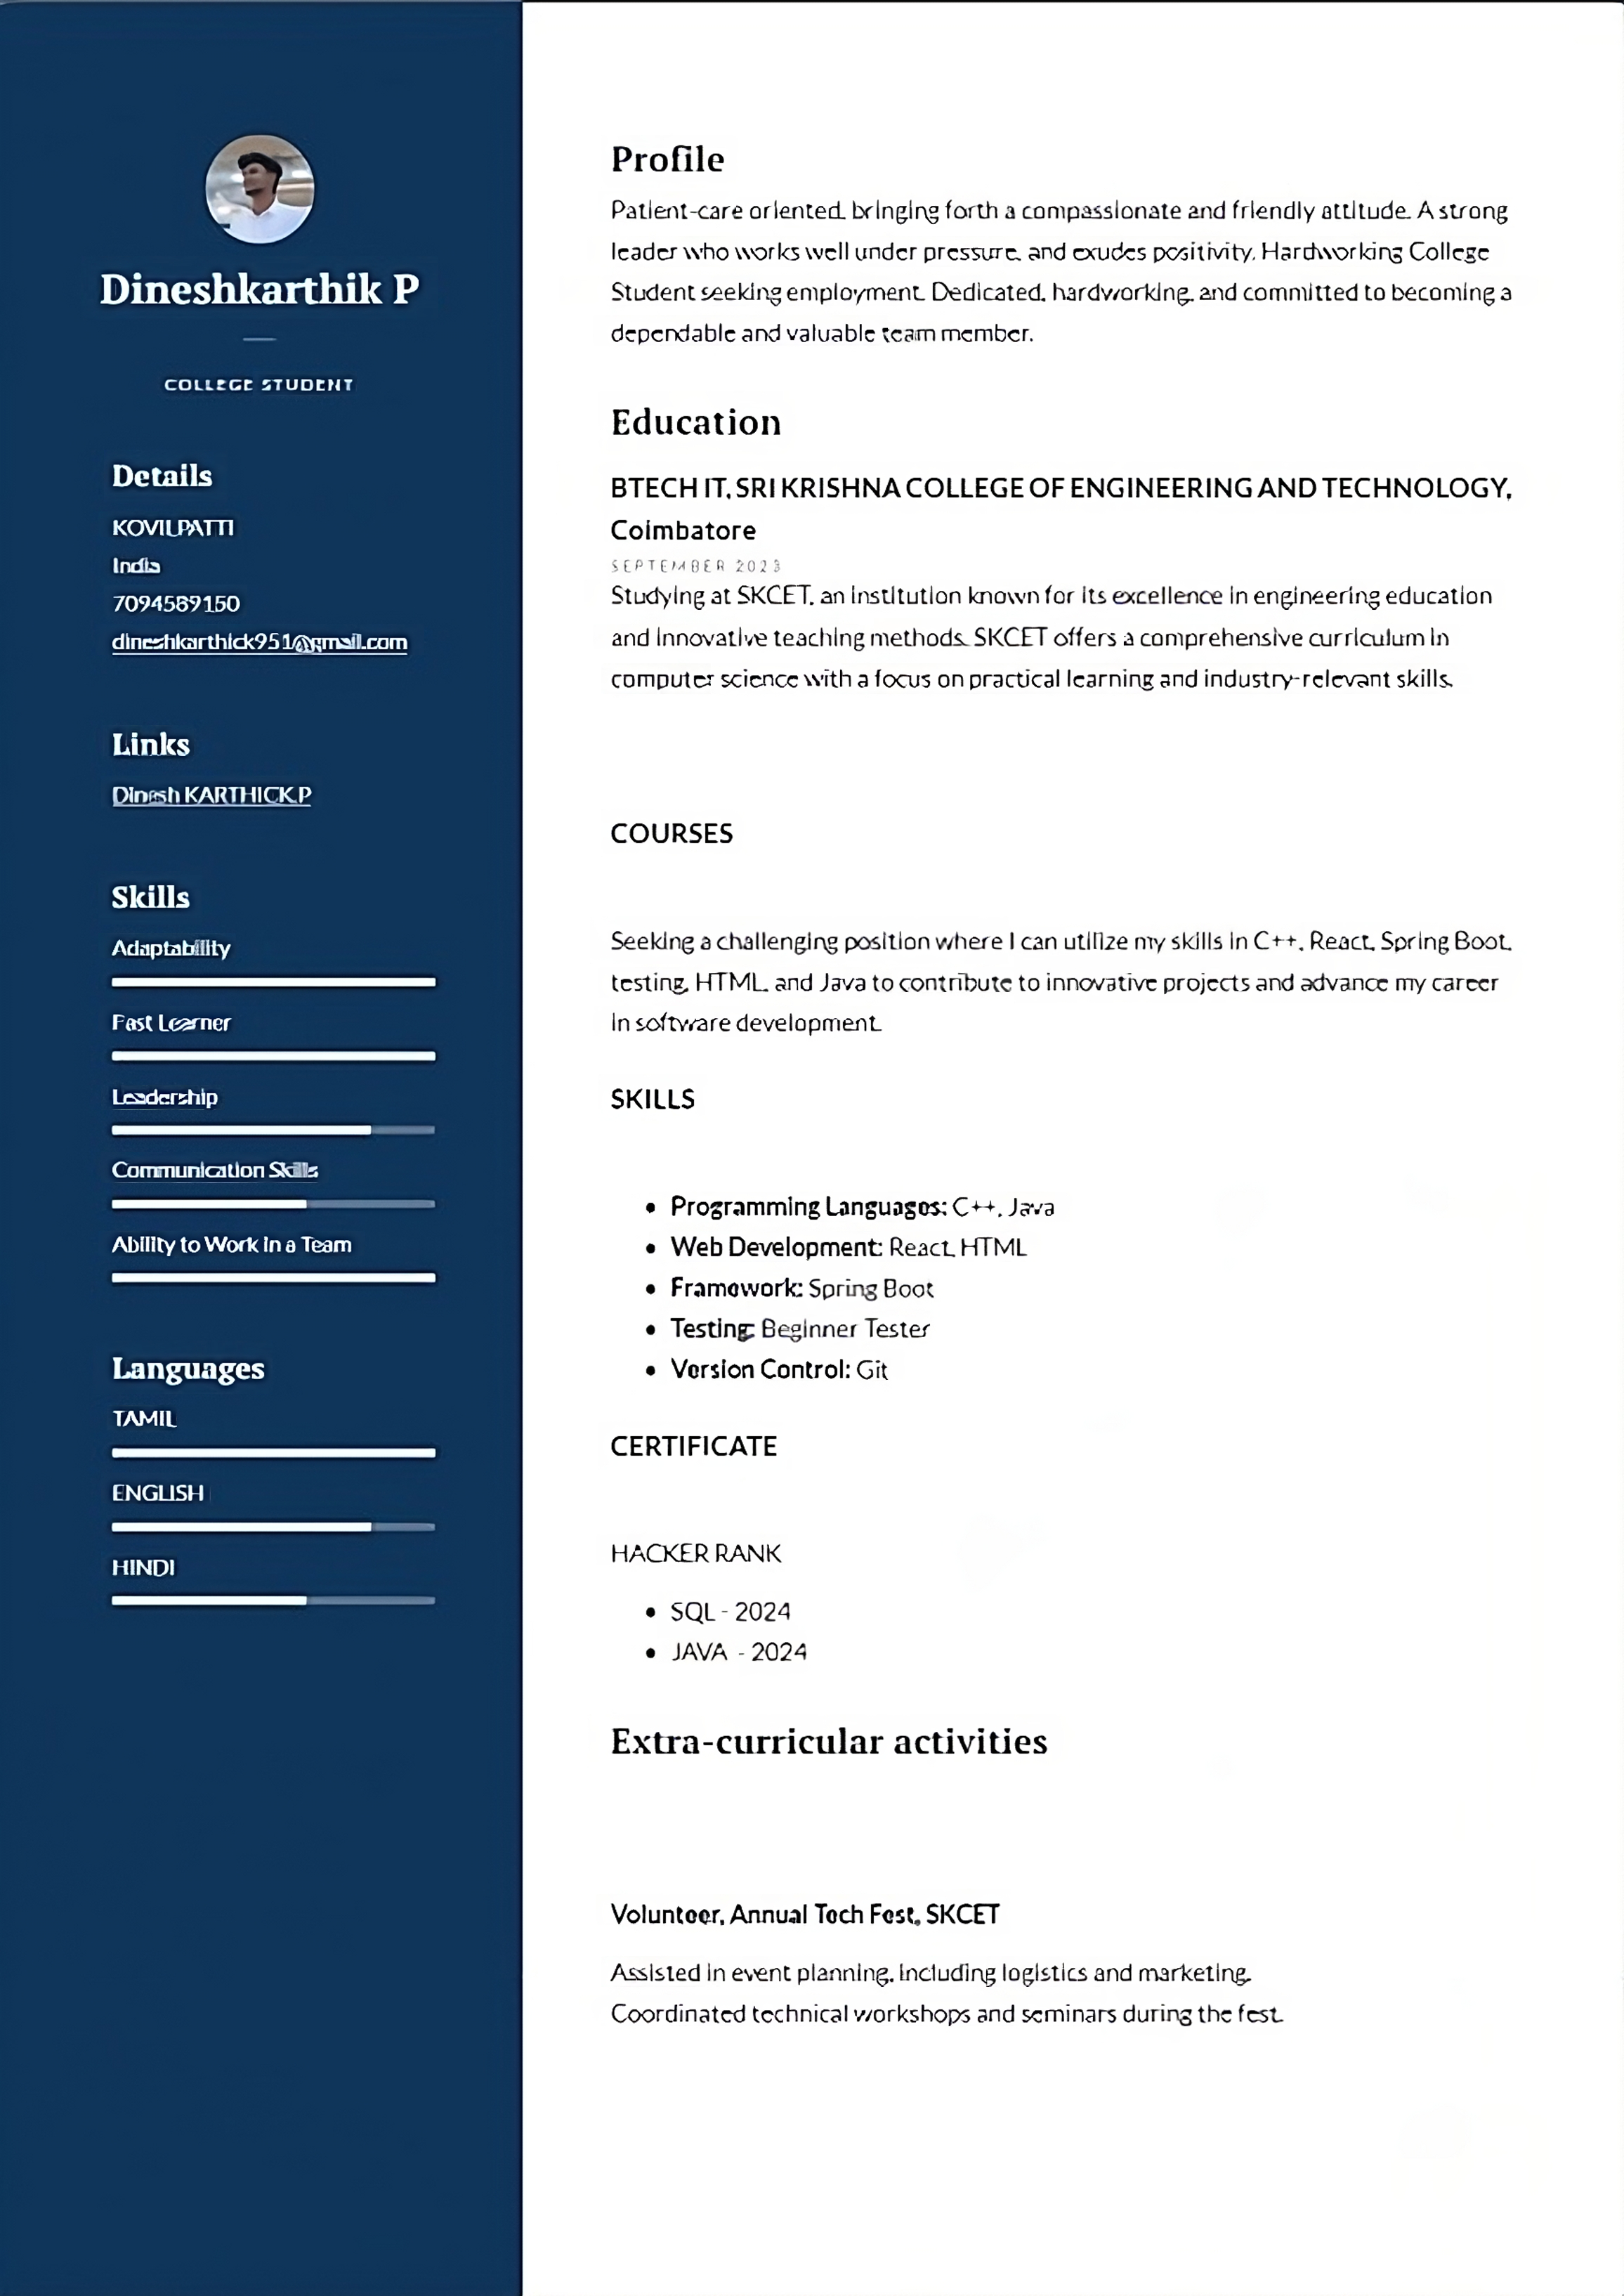 Dineshkarthik P
COLLEGE STUDENT
Details
KOVILPATTI
India
7094589150
dineshkarthick951@gmail.com
Links
Dinesh KARTHICK.P
Skills
Adaptability
Fast Learner
Leadership
Communication Skills
Ability to Work in a Team
Languages
TAMIL
ENGLISH
HINDI
Profile
Patient-care oriented, bringing forth a compassionate and friendly attitude. A strong
leader who works well under pressure, and exudes positivity. Hardworking College
Student seeking employment. Dedicated, hardworking, and committed to becoming a
dependable and valuable team member.
Education
BTECH IT, SRI KRISHNA COLLEGE OF ENGINEERING AND TECHNOLOGY,
Coimbatore
SEPTEMBER 2023
Studying at SKCET, an institution known for its excellence in engineering education
and innovative teaching methods. SKCET offers a comprehensive curriculum in
computer science with a focus on practical learning and industry-relevant skills.
COURSES
Seeking a challenging position where I can utilize my skills in C++, React, Spring Boot,
testing, HTML, and Java to contribute to innovative projects and advance my career
in software development.
SKILLS
• Programming Languages: C++, Java
• Web Development: React, HTML
• Framework: Spring Boot
• Testing: Beginner Tester
• Version Control: Git
CERTIFICATE
HACKER RANK
• SQL - 2024
• JAVA - 2024
Extra-curricular activities
Volunteer, Annual Tech Fest, SKCET
Assisted in event planning, including logistics and marketing.
Coordinated technical workshops and seminars during the fest.